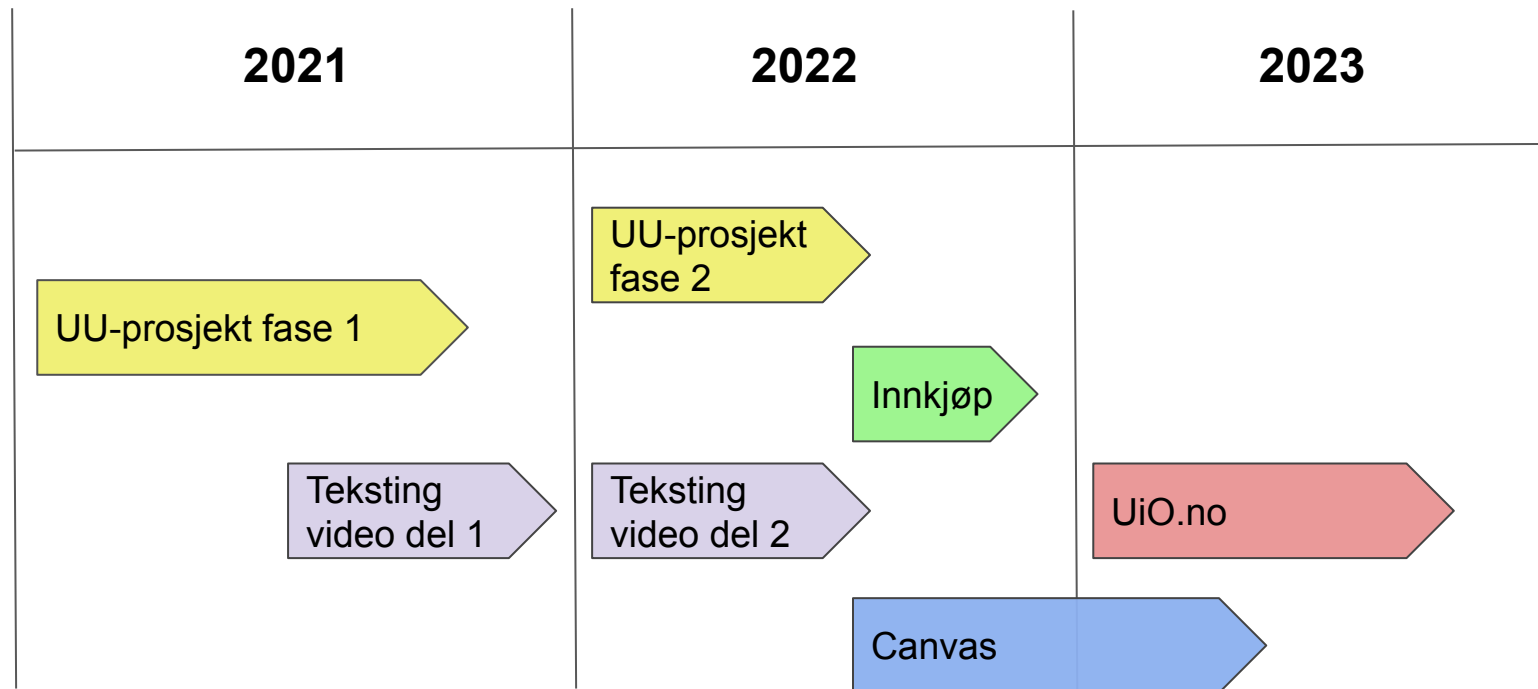 2021
2022
2023
UU-prosjekt
fase 2
UU-prosjekt fase 1
Innkjøp
Teksting
video del 1
Teksting
video del 2
UiO.no
Canvas